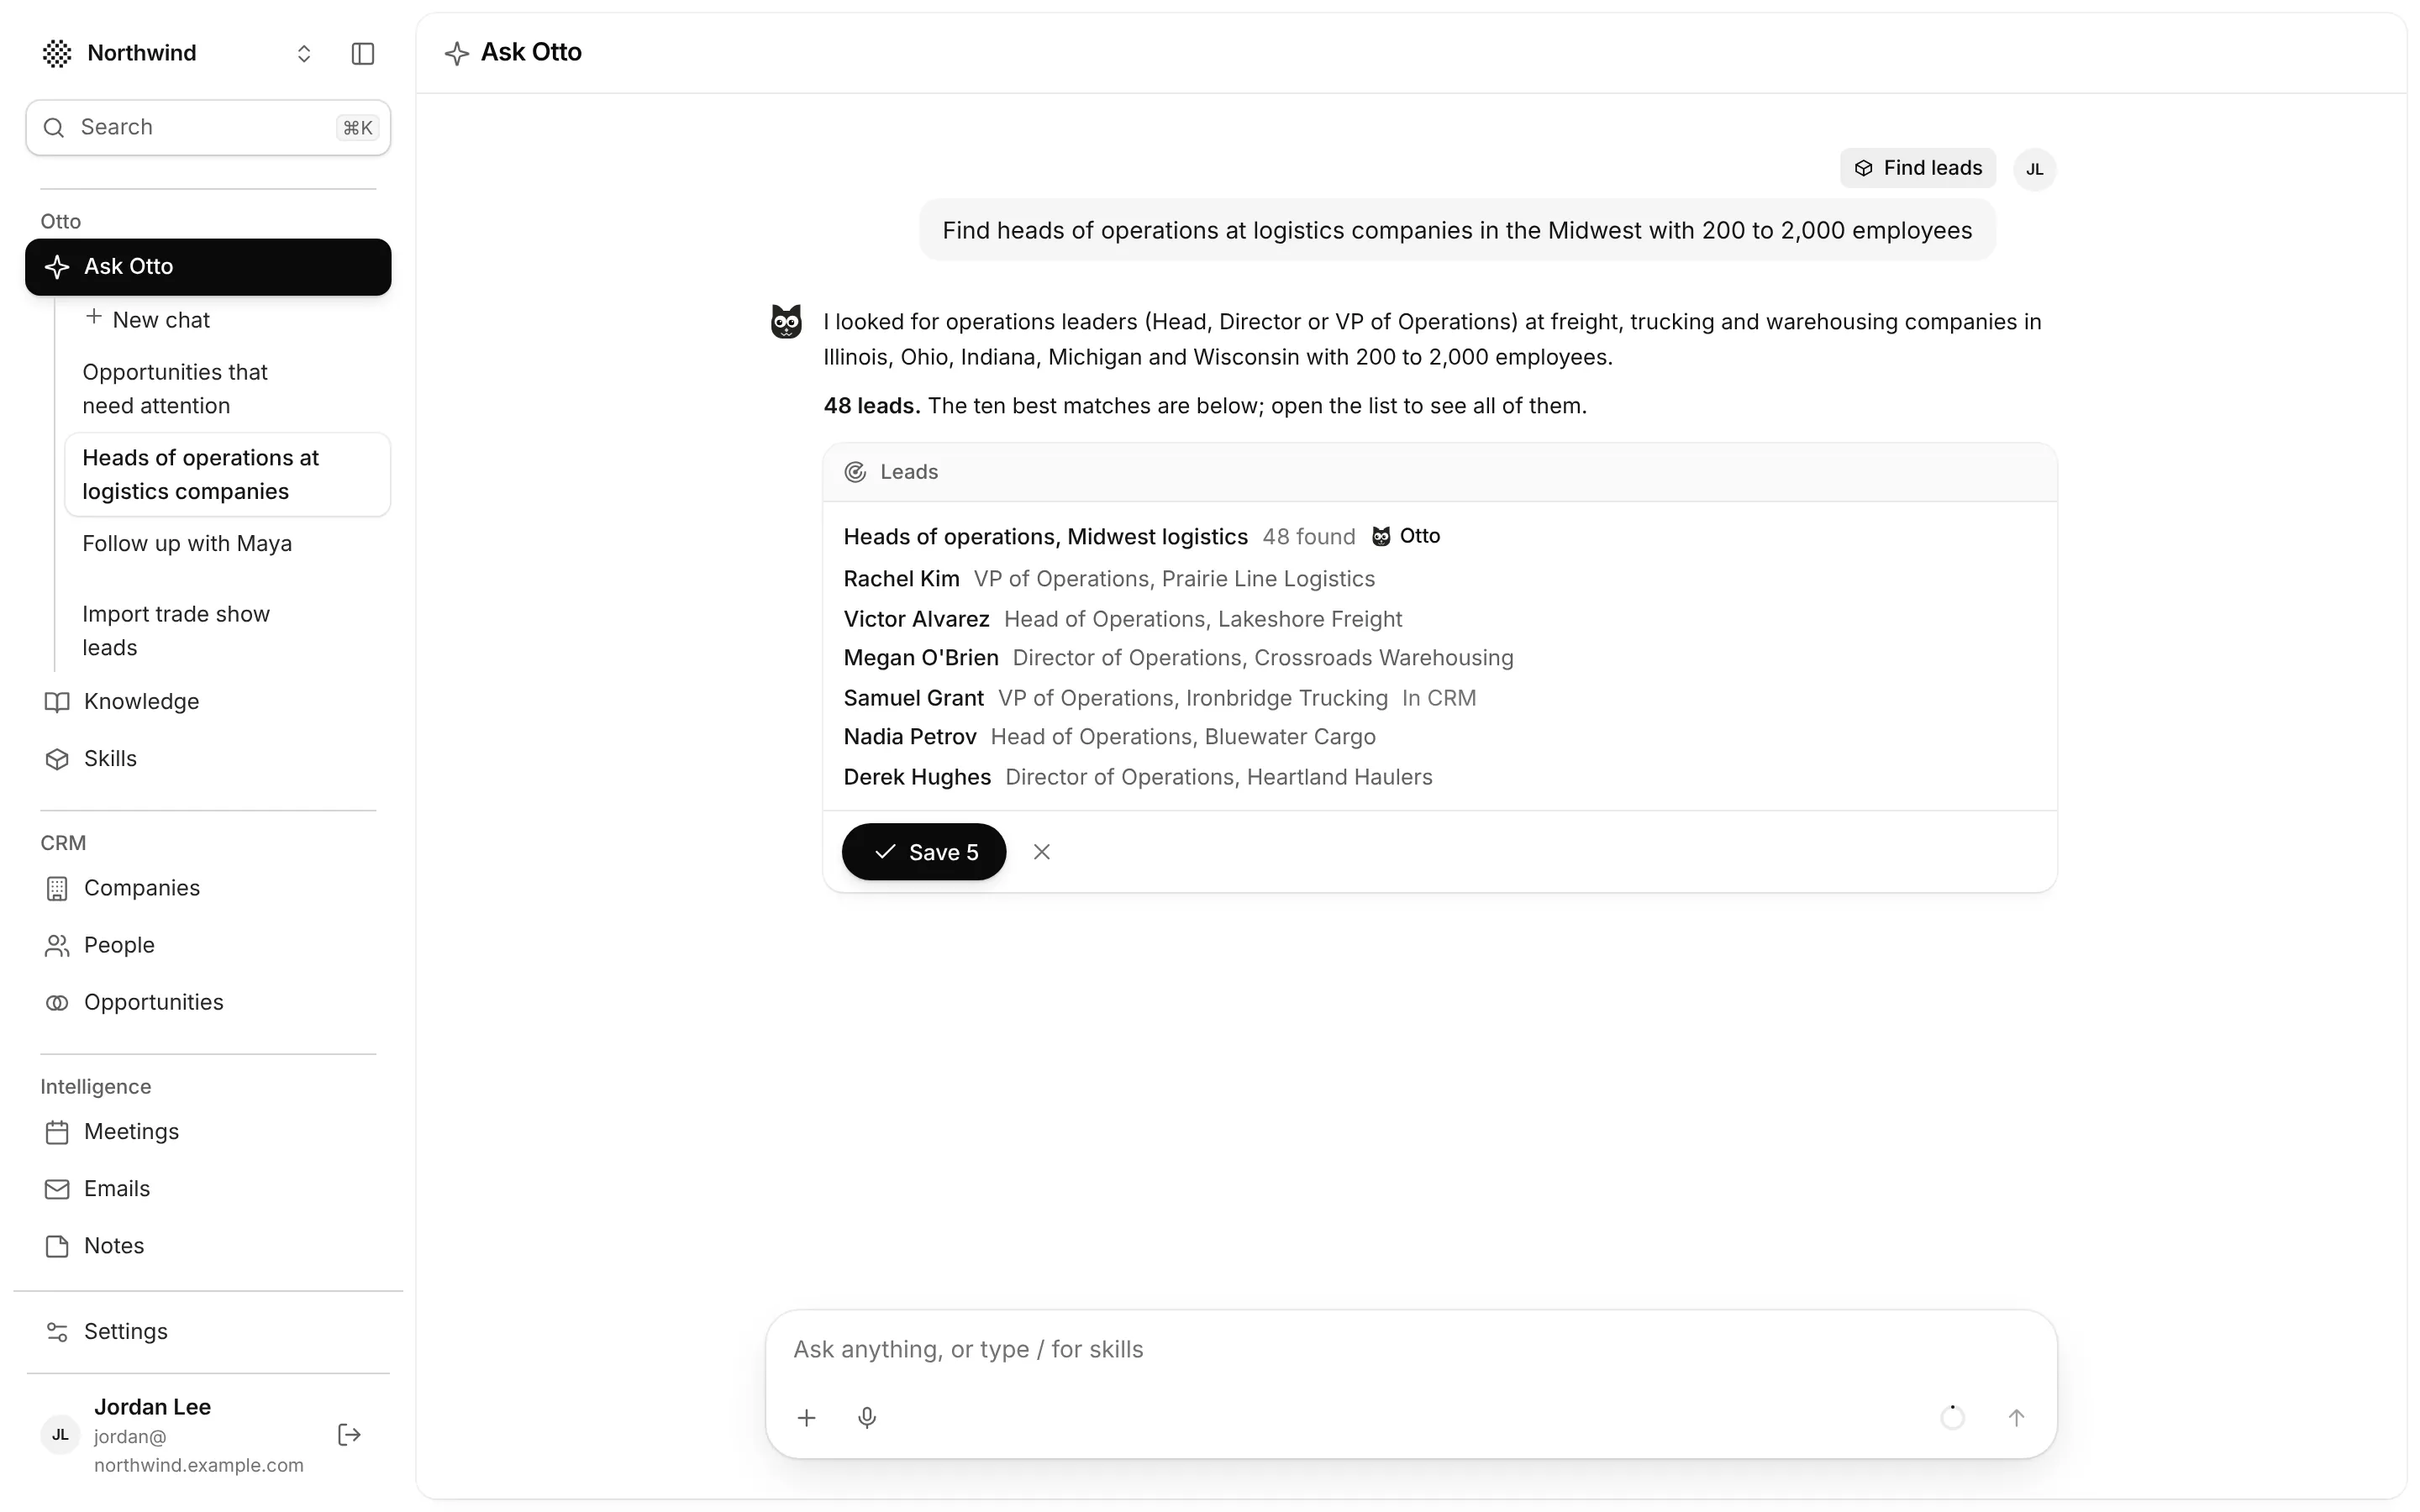 Northwind
Search
⌘K
Otto
Ask Otto
New chat
Opportunities that
need attention
Heads of operations at
logistics companies
Follow up with Maya
Import trade show
leads
Knowledge
Skills
CRM
Companies
People
Opportunities
Intelligence
Meetings
Emails
Notes
Settings
JL
Jordan Lee
jordan@
northwind.example.com
Ask Otto
Find leads
JL
Find heads of operations at logistics companies in the Midwest with 200 to 2,000 employees
I looked for operations leaders (Head, Director or VP of Operations) at freight, trucking and warehousing companies in
Illinois, Ohio, Indiana, Michigan and Wisconsin with 200 to 2,000 employees.
48 leads. The ten best matches are below; open the list to see all of them.
Leads
Heads of operations, Midwest logistics 48 found Otto
Rachel Kim VP of Operations, Prairie Line Logistics
Victor Alvarez Head of Operations, Lakeshore Freight
Megan O'Brien Director of Operations, Crossroads Warehousing
Samuel Grant VP of Operations, Ironbridge Trucking In CRM
Nadia Petrov Head of Operations, Bluewater Cargo
Derek Hughes Director of Operations, Heartland Haulers
Save 5
Ask anything, or type / for skills